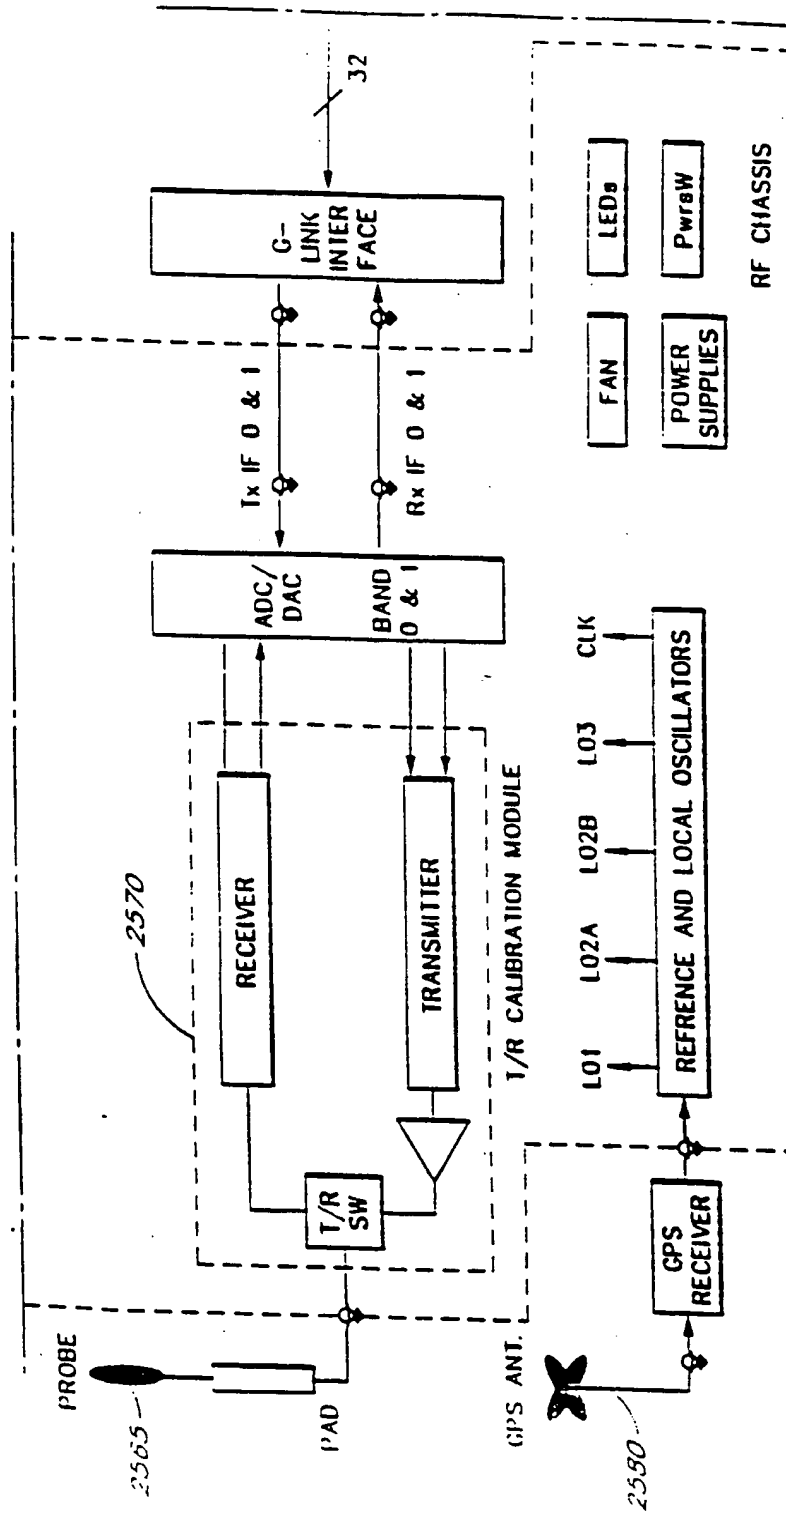 PROBE
2565
PAD
T/R
SW
2570
RECEIVER
TRANSMITTER
T/R CALIBRATION MODULE
ADC/
DAC
BAND
0 & 1
Tx IF 0 & 1
Rx IF 0 & 1
G-
LINK
INTER
FACE
32
GPS ANT.
2580
GPS
RECEIVER
LO1
LO2A
LO2B
LO3
CLK
REFRENCE AND LOCAL OSCILLATORS
FAN
LEDs
POWER
SUPPLIES
PwrsW
RF CHASSIS